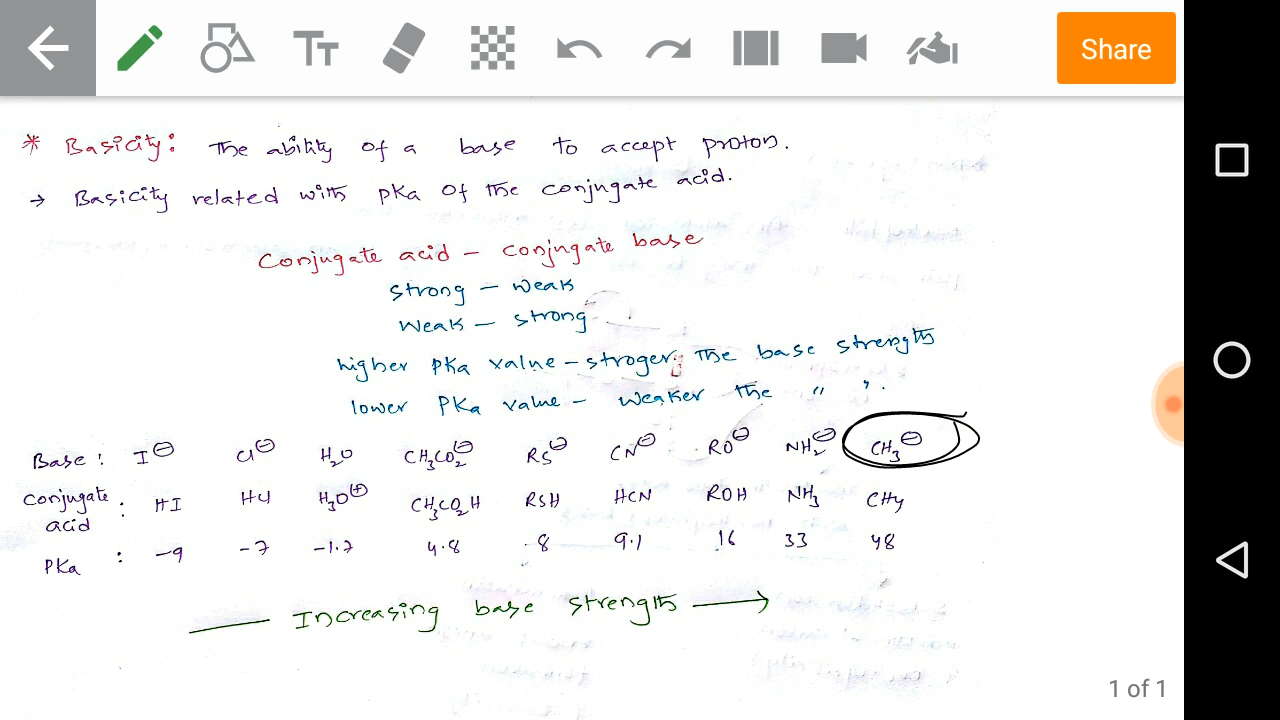 TT
Share
* Basicity: The ability of a base to accept proton.
→ Basicity related with pKa of the conjugate acid.
Conjugate acid - conjugate base
strong - weak
weak - strong
higher pKa value - stroger the base strength
lower PKa value - weaker the " ".
Base: I⊖ Cl⊖ H₂O CH₃CO₂⊖ RS⊖ CN⊖ RO⊖ NH₂⊖ CH₃⊖
Conjugate acid : HI HCl H₃O⊕ CH₃CO₂H RSH HCN ROH NH₃ CH₄
PKa : -9 -7 -1.7 4.8 8 9.1 16 33 48
Increasing base strength →
1 of 1